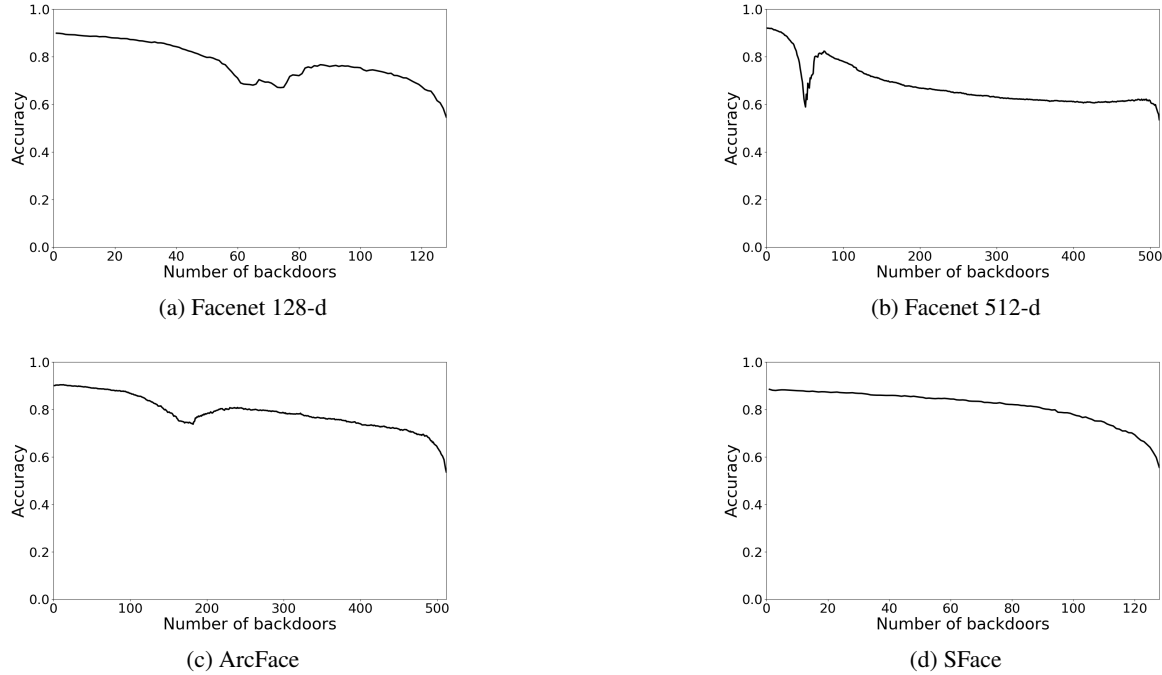 1.0
0.8
0.6
0.4
0.2
0.0
Accuracy
0 20 40 60 80 100 120
Number of backdoors
(a) Facenet 128-d
1.0
0.8
0.6
0.4
0.2
0.0
Accuracy
0 100 200 300 400 500
Number of backdoors
(b) Facenet 512-d
1.0
0.8
0.6
0.4
0.2
0.0
Accuracy
0 100 200 300 400 500
Number of backdoors
(c) ArcFace
1.0
0.8
0.6
0.4
0.2
0.0
Accuracy
0 20 40 60 80 100 120
Number of backdoors
(d) SFace